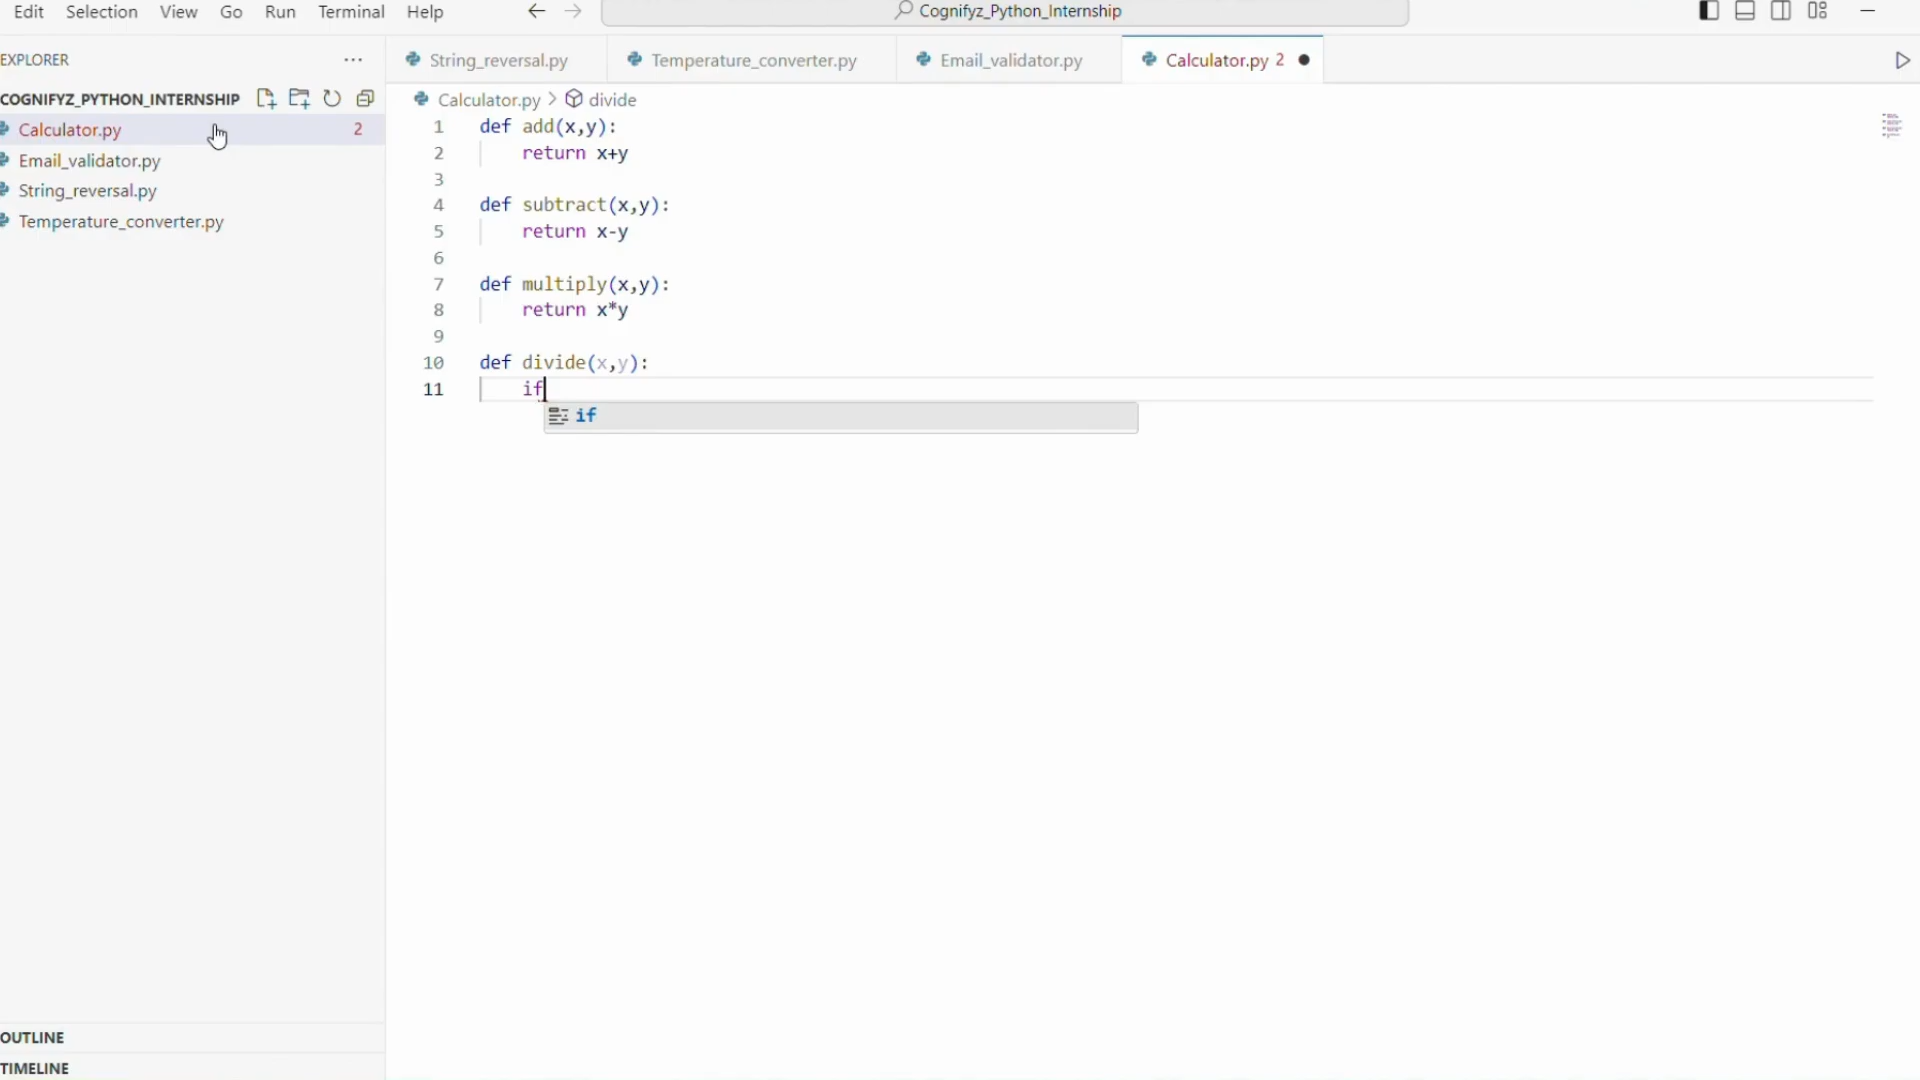 Edit Selection View Go Run Terminal Help Cognifyz_Python_Internship
EXPLORER
COGNIFYZ_PYTHON_INTERNSHIP
Calculator.py 2
Email_validator.py
String_reversal.py
Temperature_converter.py
OUTLINE
TIMELINE
String_reversal.py Temperature_converter.py Email_validator.py Calculator.py 2
Calculator.py > divide
1 def add(x,y):
2     return x+y
3
4 def subtract(x,y):
5     return x-y
6
7 def multiply(x,y):
8     return x*y
9
10 def divide(x,y):
11     if
if